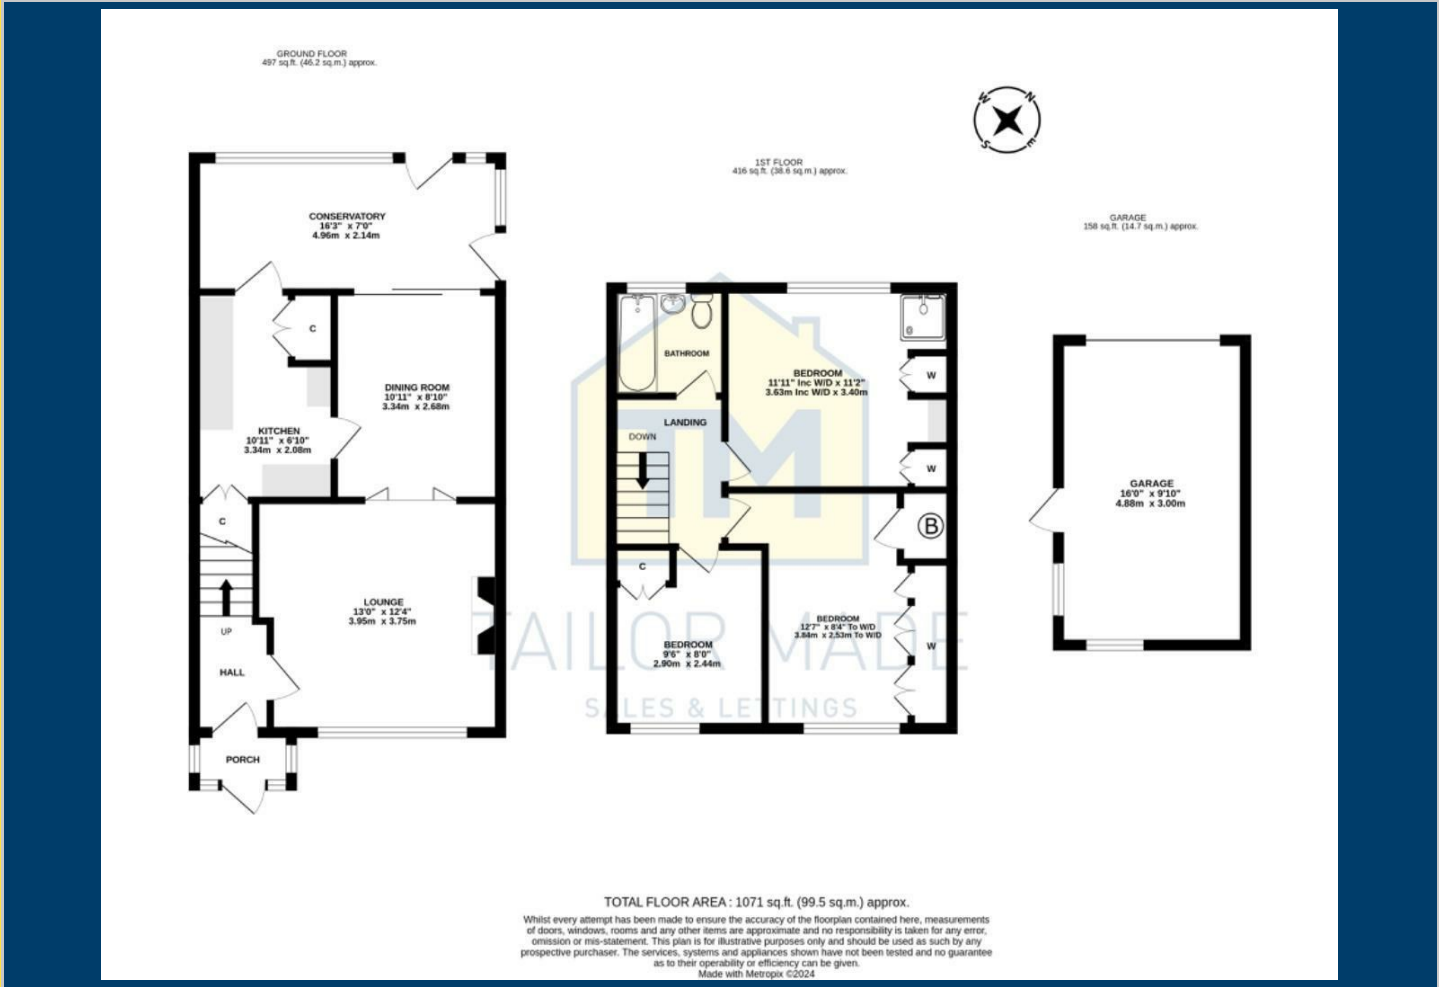 GROUND FLOOR
497 sq.ft. (46.2 sq.m.) approx.
W N
S E
1ST FLOOR
416 sq.ft. (38.6 sq.m.) approx.
GARAGE
158 sq.ft. (14.7 sq.m.) approx.
CONSERVATORY
16'3" x 7'0"
4.96m x 2.14m
C
DINING ROOM
10'11" x 8'10"
3.34m x 2.68m
KITCHEN
10'11" x 6'10"
3.34m x 2.08m
C
LOUNGE
13'0" x 12'4"
3.95m x 3.75m
UP
HALL
PORCH
BATHROOM
BEDROOM
11'11" Inc W/D x 11'2"
3.63m Inc W/D x 3.40m
W
LANDING
DOWN
W
B
C
BEDROOM
12'7" x 8'4" To W/D
3.84m x 2.53m To W/D
W
BEDROOM
9'6" x 8'0"
2.90m x 2.44m
GARAGE
16'0" x 9'10"
4.88m x 3.00m
TM
TAILOR MADE
SALES & LETTINGS
TOTAL FLOOR AREA : 1071 sq.ft. (99.5 sq.m.) approx.
Whilst every attempt has been made to ensure the accuracy of the floorplan contained here, measurements
of doors, windows, rooms and any other items are approximate and no responsibility is taken for any error,
omission or mis-statement. This plan is for illustrative purposes only and should be used as such by any
prospective purchaser. The services, systems and appliances shown have not been tested and no guarantee
as to their operability or efficiency can be given.
Made with Metropix ©2024